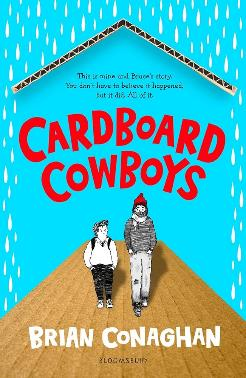 This is mine and Bruce's story.
You don't have to believe it happened,
but it did. All of it.
CARDBOARD
COWBOYS
BRIAN CONAGHAN
BLOOMSBURY